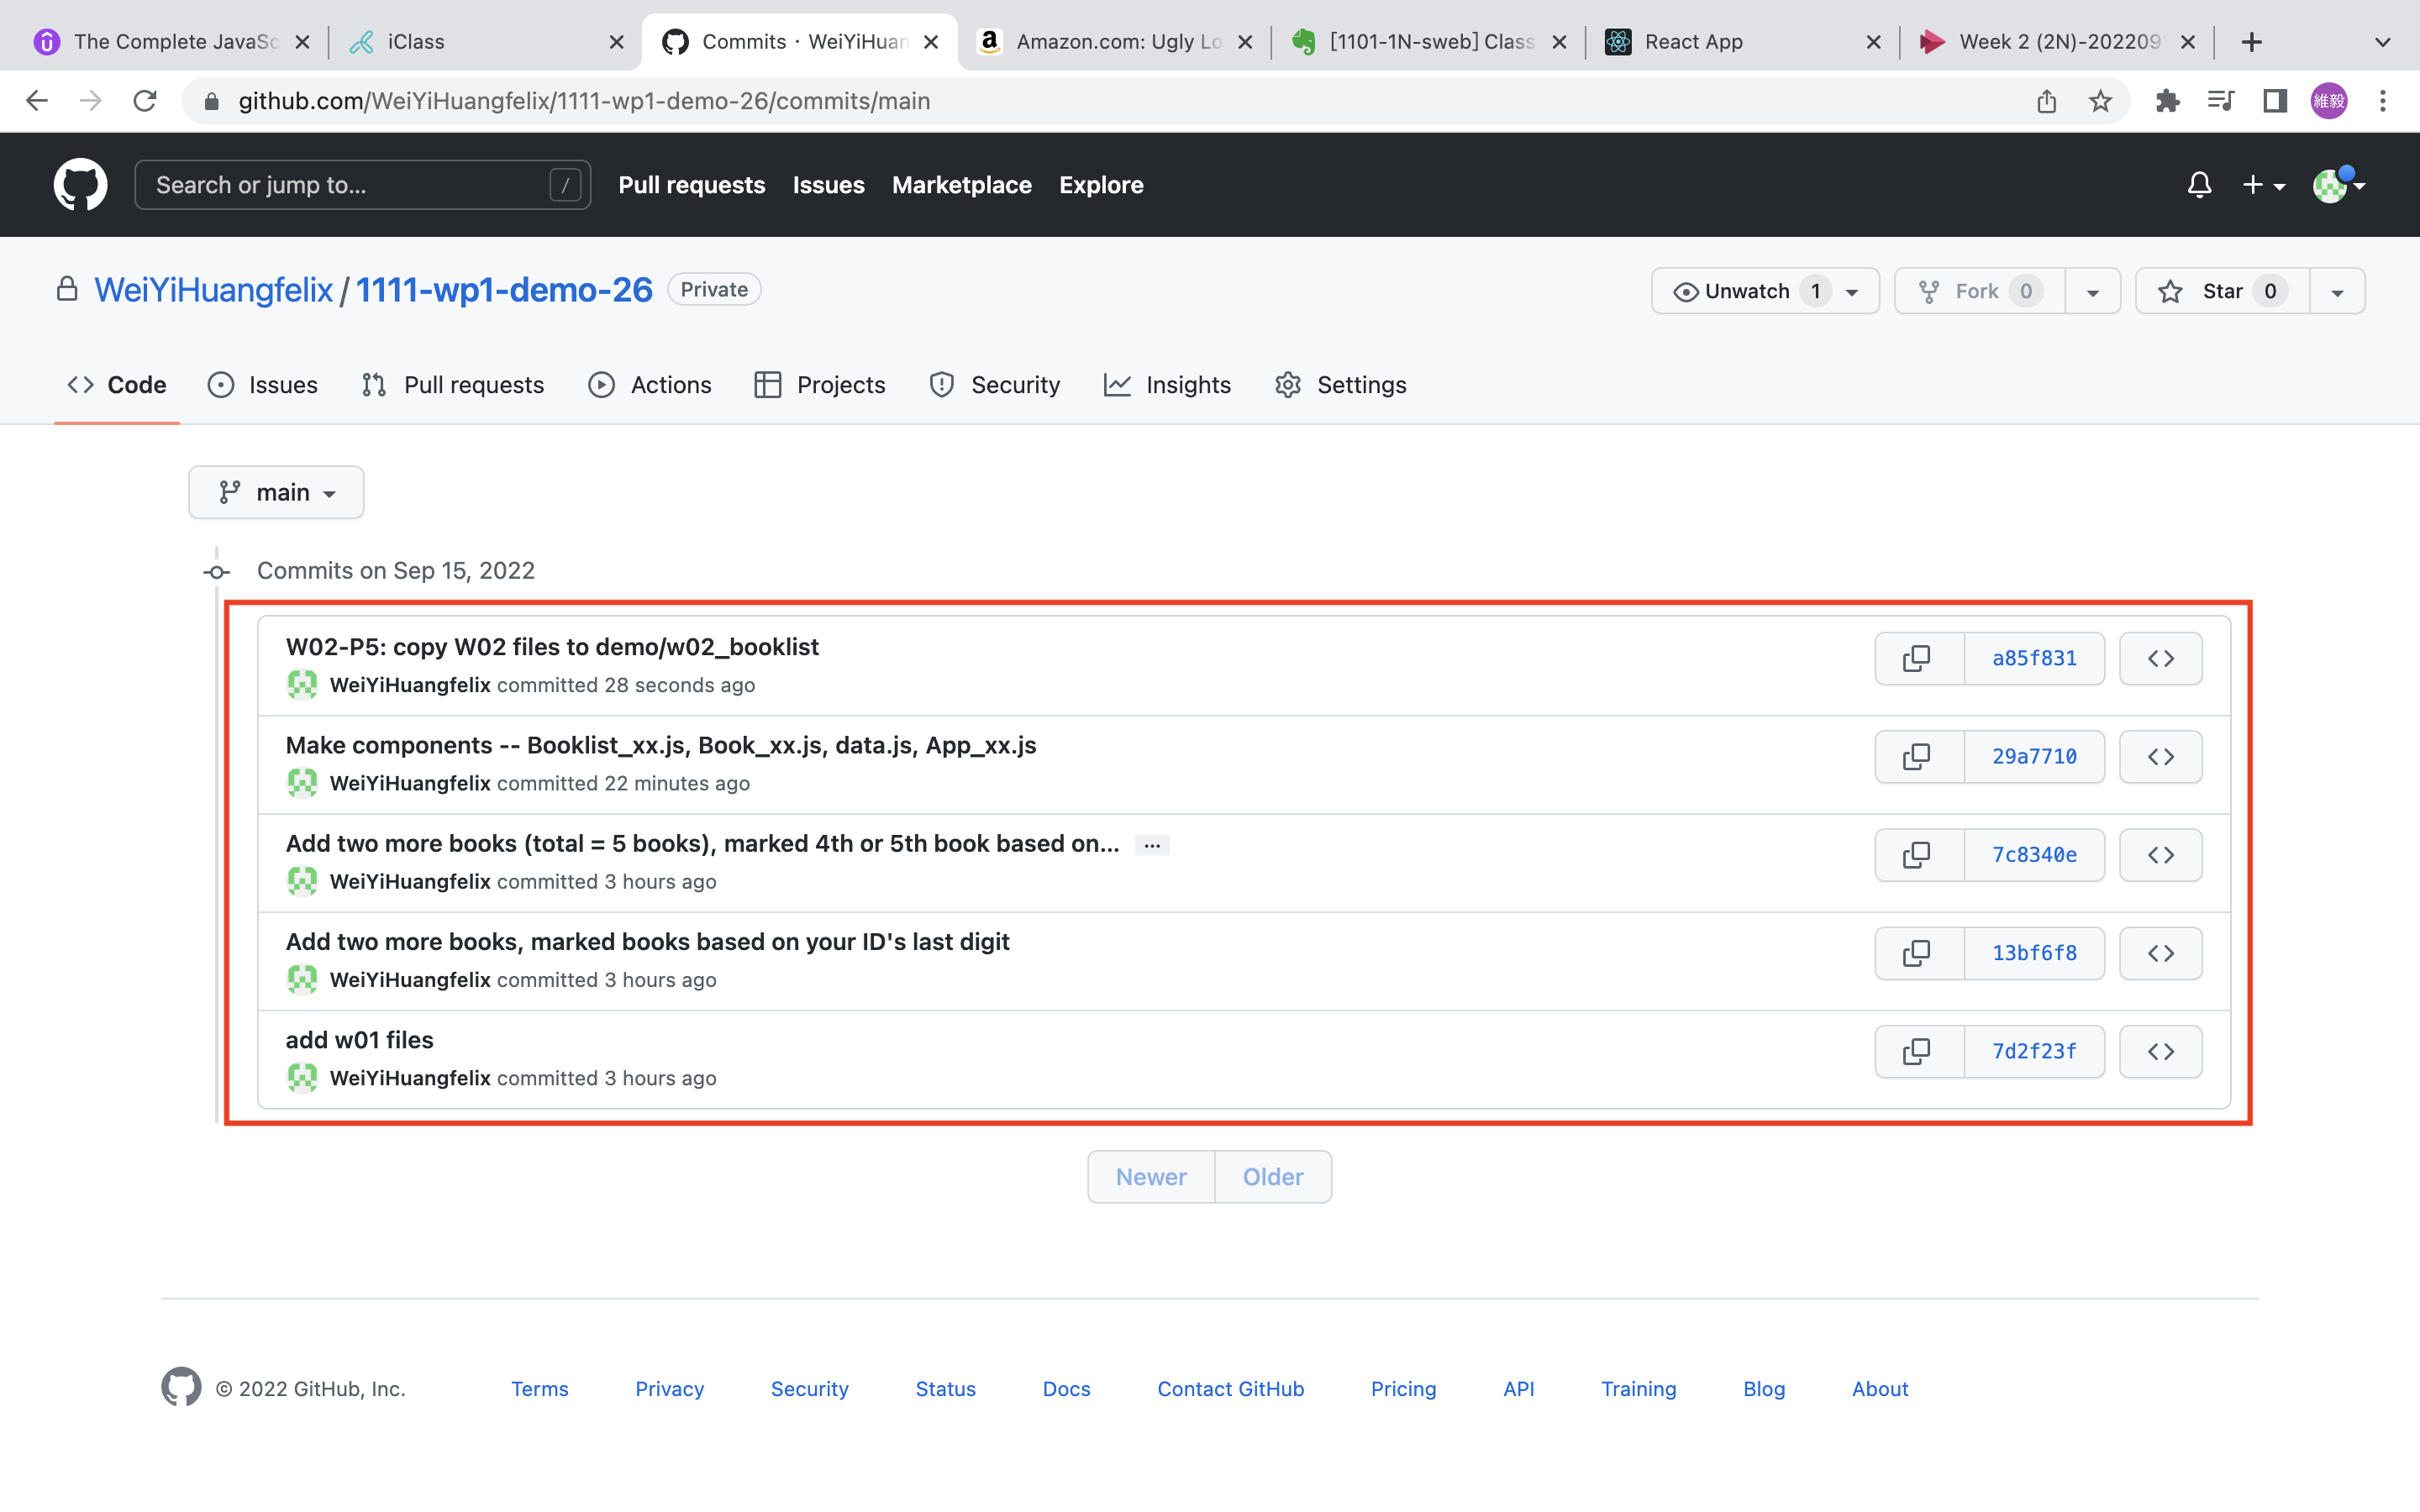 The Complete JavaSc
iClass
Commits · WeiYiHuan
Amazon.com: Ugly Lo
[1101-1N-sweb] Class
React App
Week 2 (2N)-202209
github.com/WeiYiHuangfelix/1111-wp1-demo-26/commits/main
維毅
Search or jump to... /
Pull requests Issues Marketplace Explore
WeiYiHuangfelix / 1111-wp1-demo-26 Private
Unwatch 1 Fork 0 Star 0
Code Issues Pull requests Actions Projects Security Insights Settings
main
Commits on Sep 15, 2022
W02-P5: copy W02 files to demo/w02_booklist
WeiYiHuangfelix committed 28 seconds ago
a85f831
Make components -- Booklist_xx.js, Book_xx.js, data.js, App_xx.js
WeiYiHuangfelix committed 22 minutes ago
29a7710
Add two more books (total = 5 books), marked 4th or 5th book based on... ...
WeiYiHuangfelix committed 3 hours ago
7c8340e
Add two more books, marked books based on your ID's last digit
WeiYiHuangfelix committed 3 hours ago
13bf6f8
add w01 files
WeiYiHuangfelix committed 3 hours ago
7d2f23f
Newer Older
© 2022 GitHub, Inc. Terms Privacy Security Status Docs Contact GitHub Pricing API Training Blog About